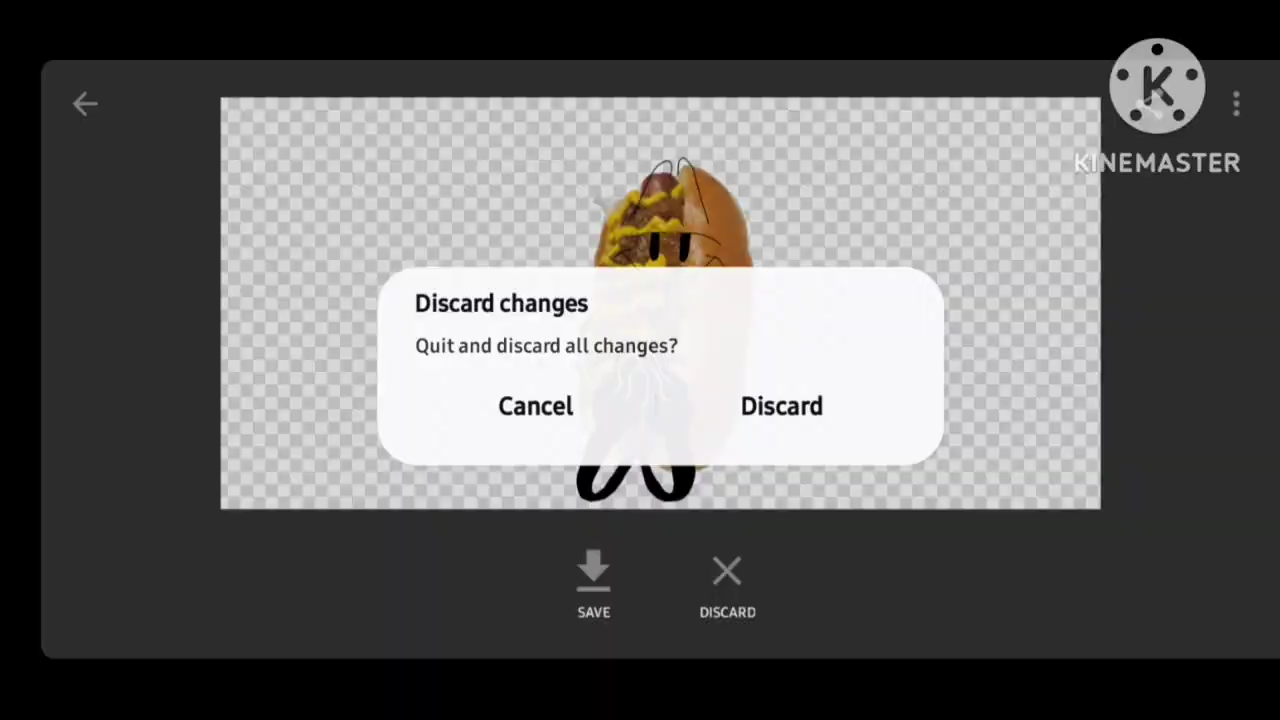 K
KINEMASTER
Discard changes
Quit and discard all changes?
Cancel Discard
SAVE DISCARD